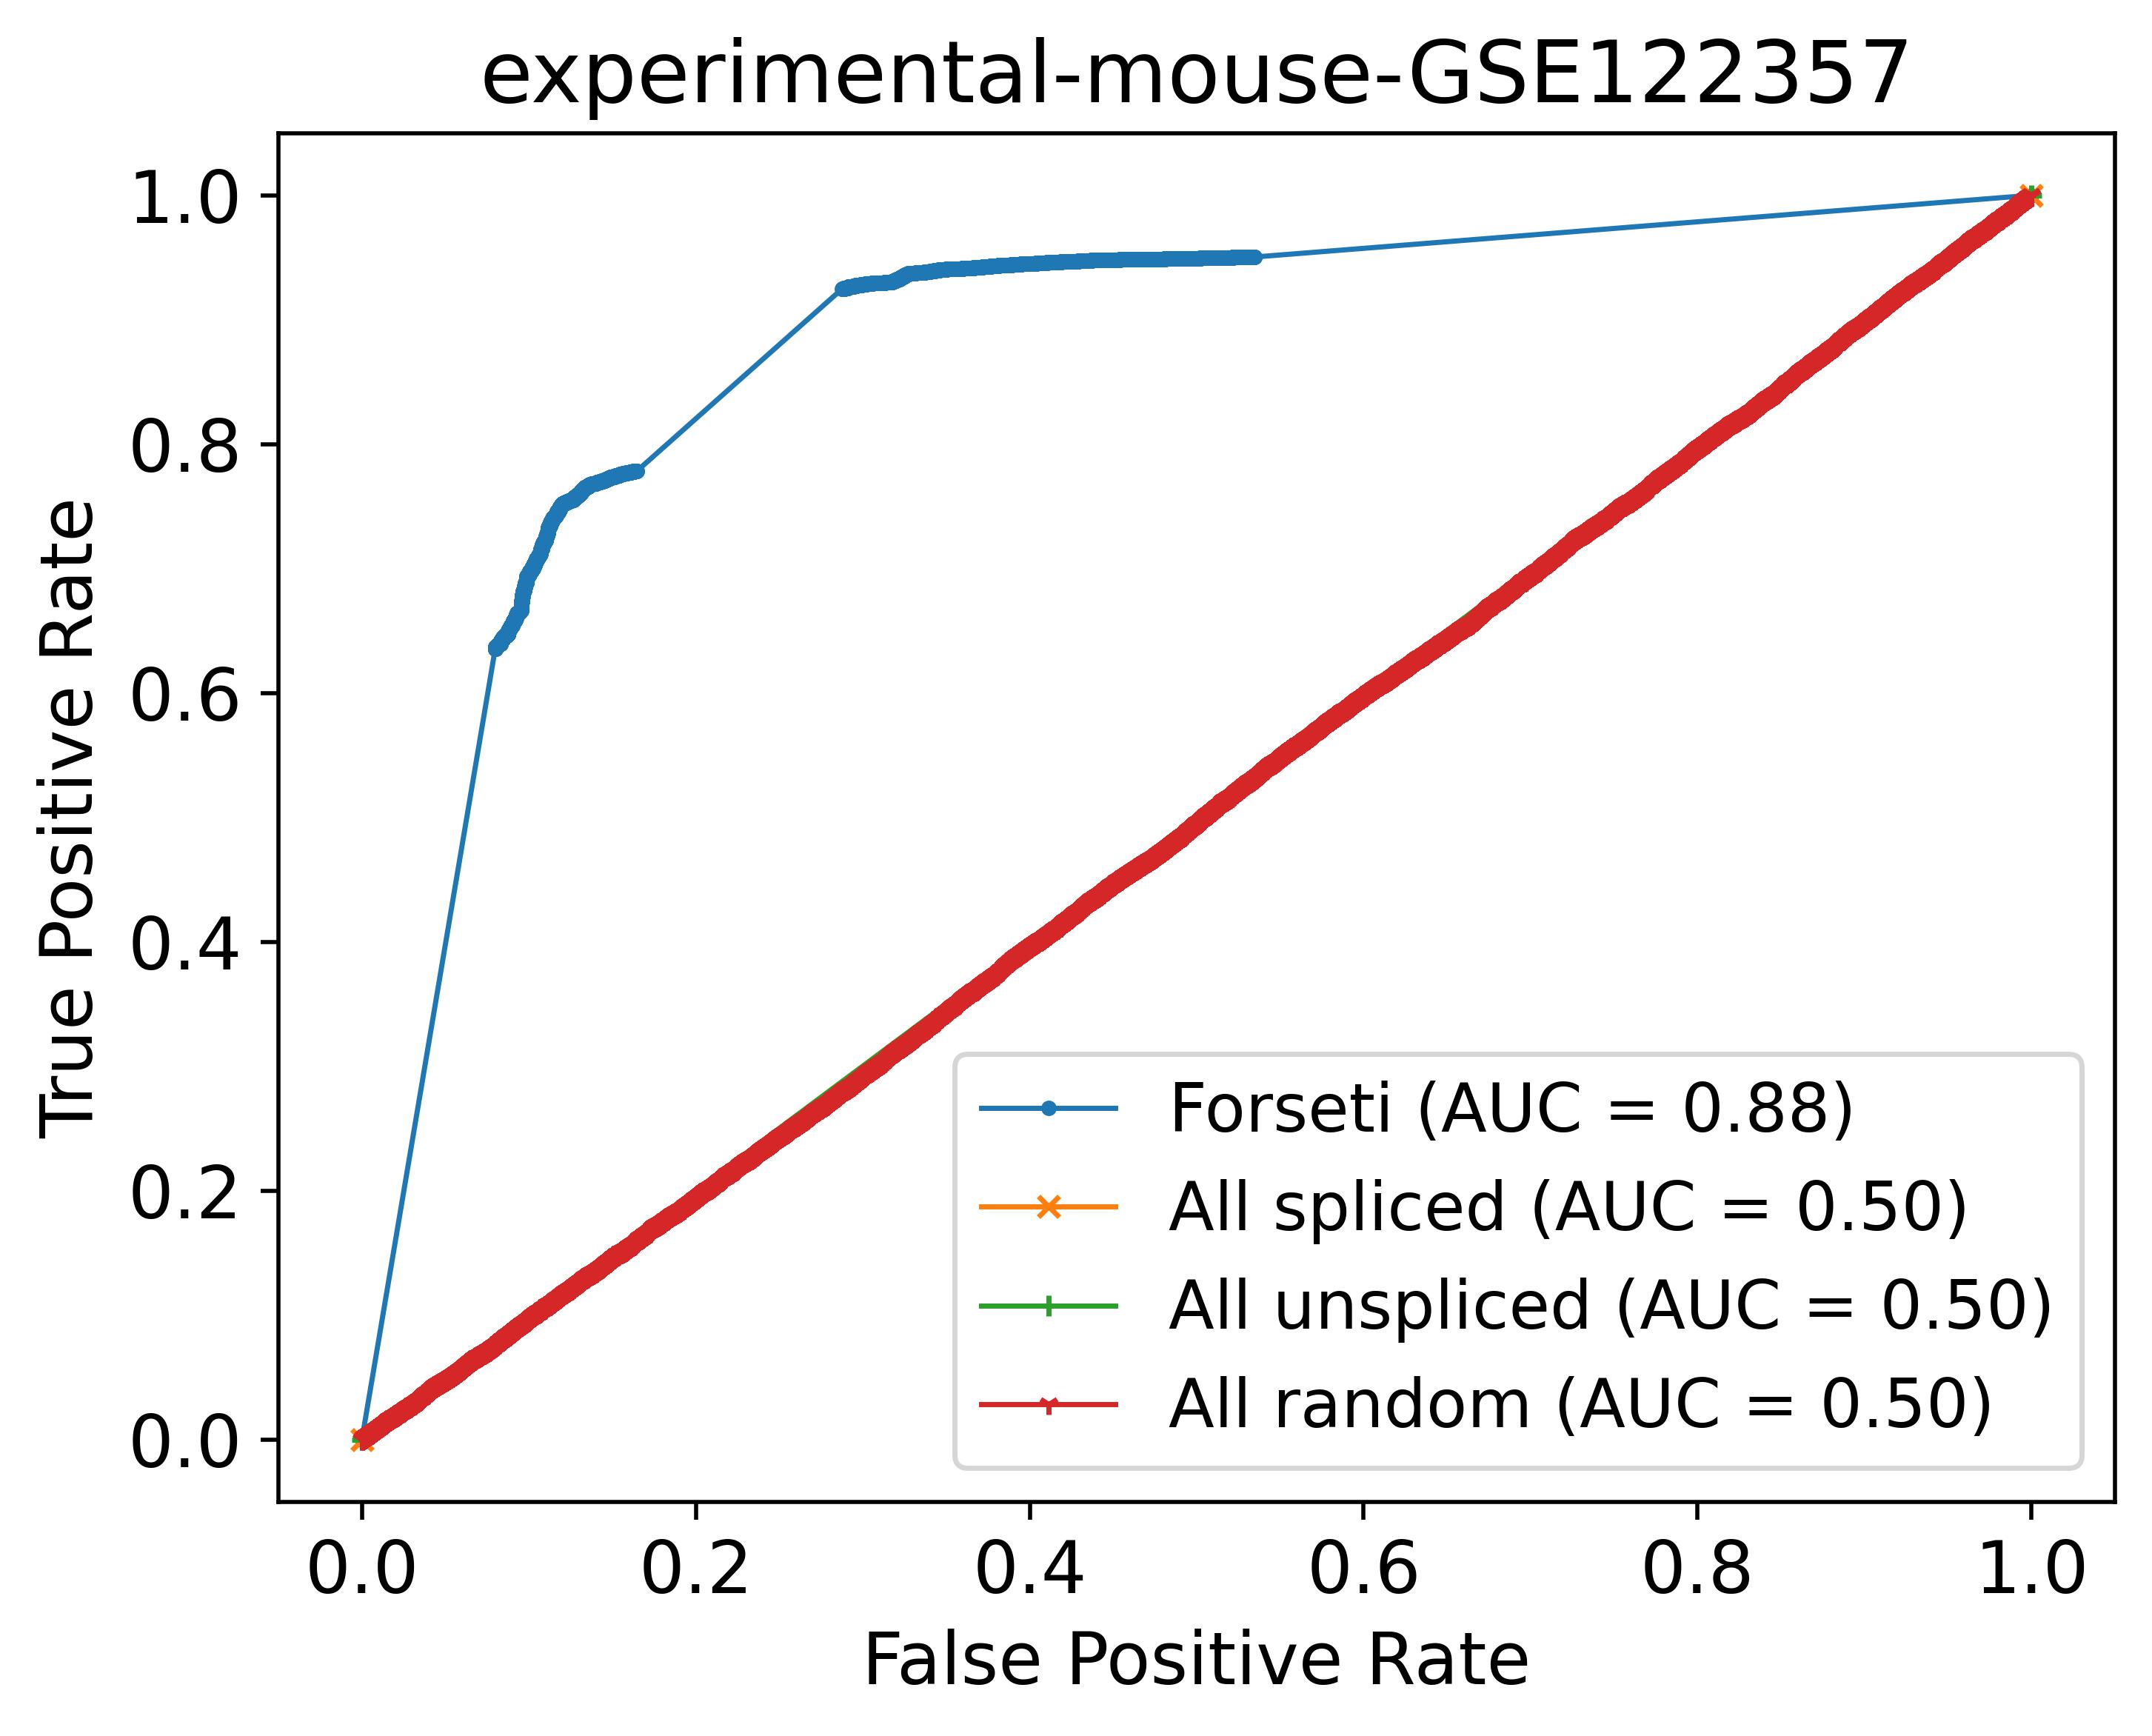 experimental-mouse-GSE122357
True Positive Rate
1.0
0.8
0.6
0.4
0.2
0.0
Forseti (AUC = 0.88)
All spliced (AUC = 0.50)
All unspliced (AUC = 0.50)
All random (AUC = 0.50)
0.0 0.2 0.4 0.6 0.8 1.0
False Positive Rate